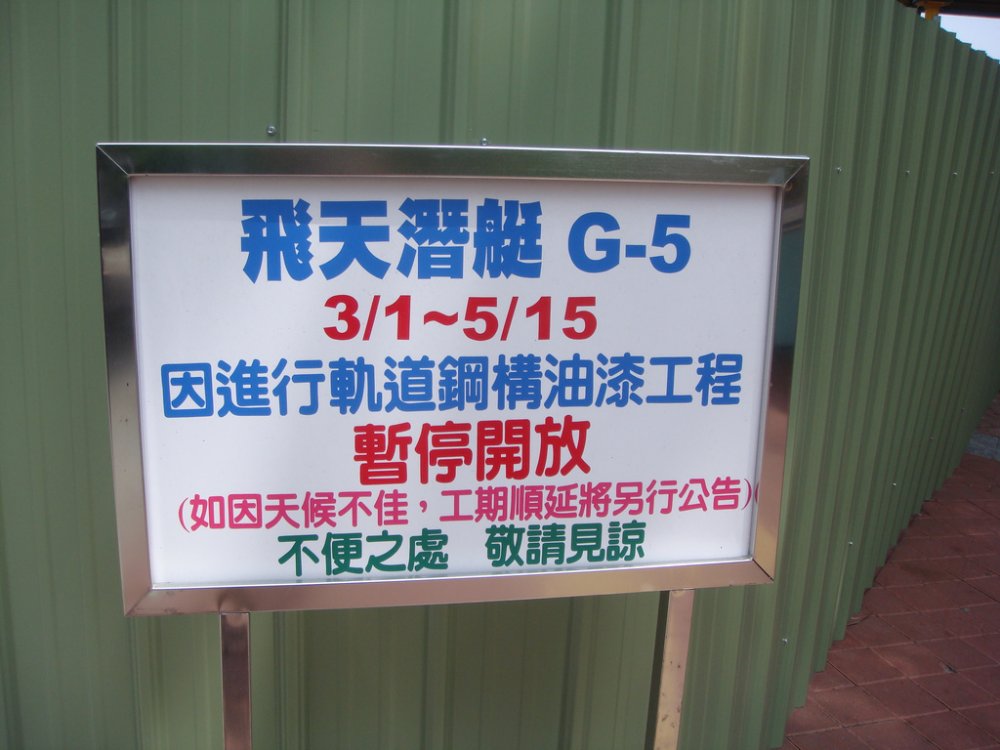 飛天潛艇 G-5
3/1~5/15
因進行軌道鋼構油漆工程
暫停開放
(如因天候不佳，工期順延將另行公告)
不便之處 敬請見諒